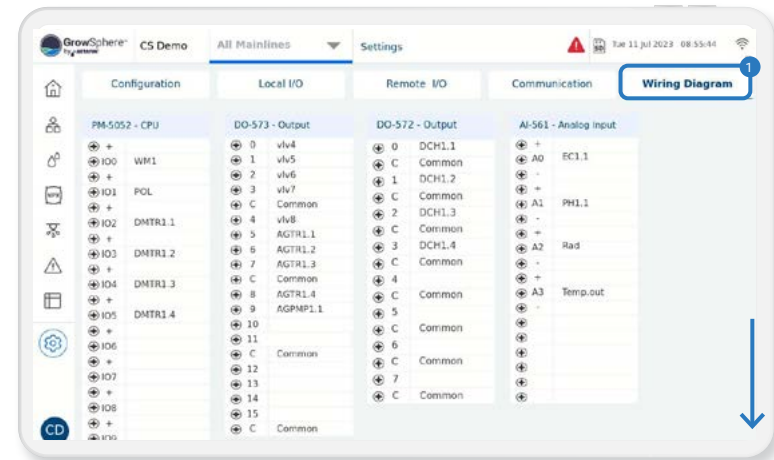 GrowSphere™
by NETAFIM
CS Demo
All Mainlines
Settings
Tue 11 Jul 2023 08:55:44
1
Configuration
Local I/O
Remote I/O
Communication
Wiring Diagram
PM-5052 - CPU
+
IO0 WM1
+
IO1 POL
+
IO2 DMTR1.1
+
IO3 DMTR1.2
+
IO4 DMTR1.3
+
IO5 DMTR1.4
+
IO6
+
IO7
+
IO8
+
IO9
DO-573 - Output
0 vlv4
1 vlv5
2 vlv6
3 vlv7
C Common
4 vlv8
5 AGTR1.1
6 AGTR1.2
7 AGTR1.3
C Common
8 AGTR1.4
9 AGPMP1.1
10
11
C Common
12
13
14
15
C Common
DO-572 - Output
0 DCH1.1
C Common
1 DCH1.2
C Common
2 DCH1.3
C Common
3 DCH1.4
C Common
4
C Common
5
C Common
6
C Common
7
C Common
AI-561 - Analog Input
+
A0 EC1.1
-
+
A1 PH1.1
-
+
A2 Rad
-
+
A3 Temp.out
-
CD